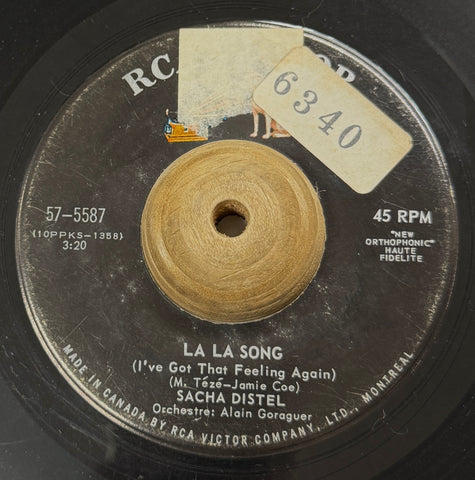 RCA
6340
57-5587
(10PPKS-1358)
3:20
45 RPM
"NEW
ORTHOPHONIC"
HAUTE
FIDELITE
LA LA SONG
(I've Got That Feeling Again)
(M. Tézé-Jamie Coe)
SACHA DISTEL
Orchestre: Alain Goraguer
MADE IN CANADA BY RCA VICTOR COMPANY, LTD., MONTREAL